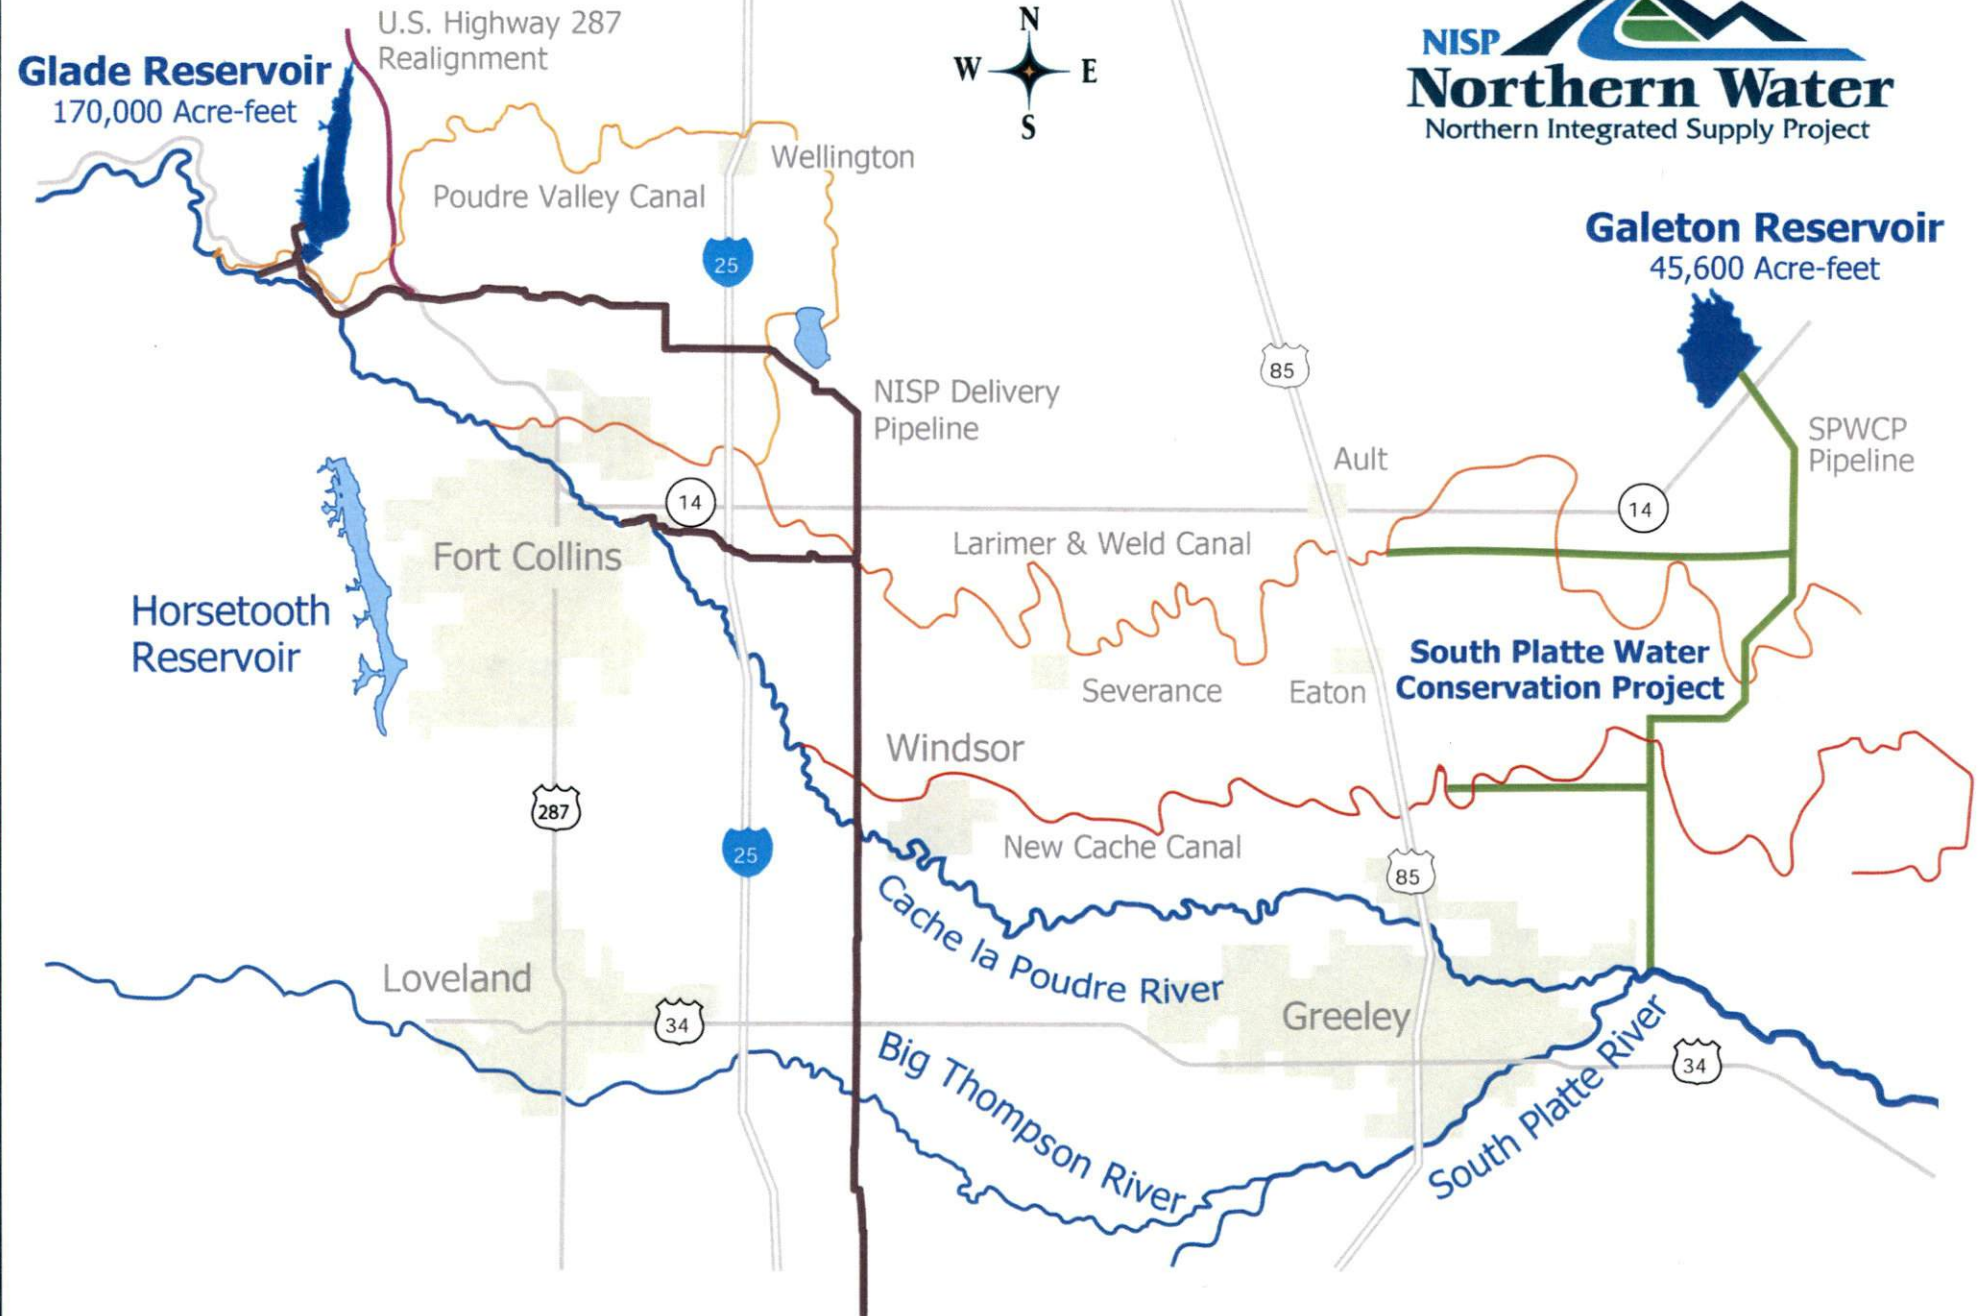 U.S. Highway 287
Realignment
Glade Reservoir
170,000 Acre-feet
N
W
E
S
NISP
Northern Water
Northern Integrated Supply Project
Wellington
Poudre Valley Canal
25
Galeton Reservoir
45,600 Acre-feet
85
NISP Delivery
Pipeline
SPWCP
Pipeline
Ault
14
14
Larimer & Weld Canal
Fort Collins
Horsetooth
Reservoir
South Platte Water
Conservation Project
Severance
Eaton
Windsor
287
25
New Cache Canal
85
Cache la Poudre River
Loveland
34
Greeley
Big Thompson River
South Platte River
34